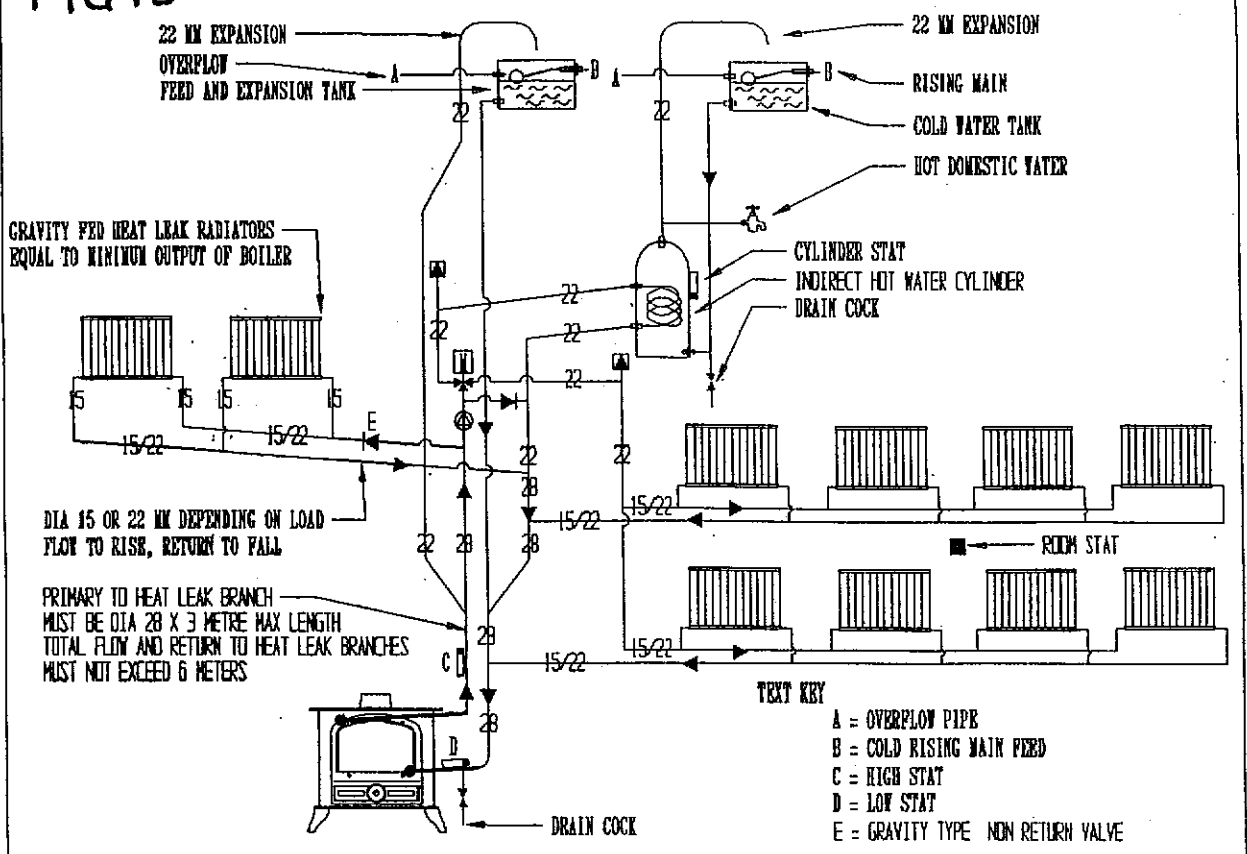 22 MM EXPANSION
OVERFLOW
FEED AND EXPANSION TANK
A
B
22
22 MM EXPANSION
A
B
RISING MAIN
COLD WATER TANK
22
HOT DOMESTIC WATER
GRAVITY FED HEAT LEAK RADIATORS
EQUAL TO MINIMUM OUTPUT OF BOILER
CYLINDER STAT
INDIRECT HOT WATER CYLINDER
DRAIN COCK
22
22
22
M
22
15
15
15
15
E
15/22
15/22
22
28
22
DIA 15 OR 22 MM DEPENDING ON LOAD
FLOW TO RISE, RETURN TO FALL
22
28
28
15/22
15/22
ROOM STAT
PRIMARY TO HEAT LEAK BRANCH
MUST BE DIA 28 X 3 METRE MAX LENGTH
TOTAL FLOW AND RETURN TO HEAT LEAK BRANCHES
MUST NOT EXCEED 6 METERS
28
C
15/22
15/22
28
D
DRAIN COCK
TEXT KEY
A = OVERFLOW PIPE
B = COLD RISING MAIN FEED
C = HIGH STAT
D = LOW STAT
E = GRAVITY TYPE NON RETURN VALVE